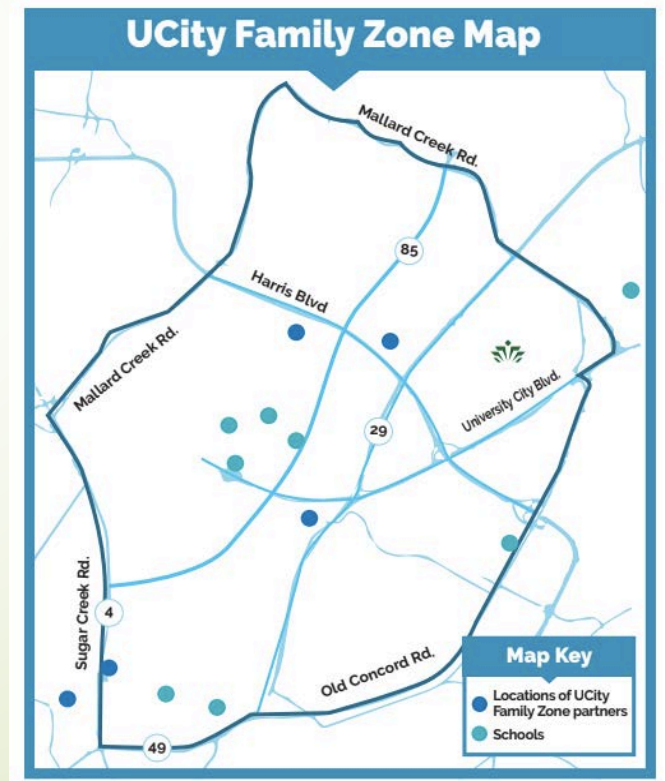 UCity Family Zone Map
Mallard Creek Rd.
85
Harris Blvd
Mallard Creek Rd.
University City Blvd.
29
Sugar Creek Rd.
4
Old Concord Rd.
49
Map Key
Locations of UCity
Family Zone partners
Schools